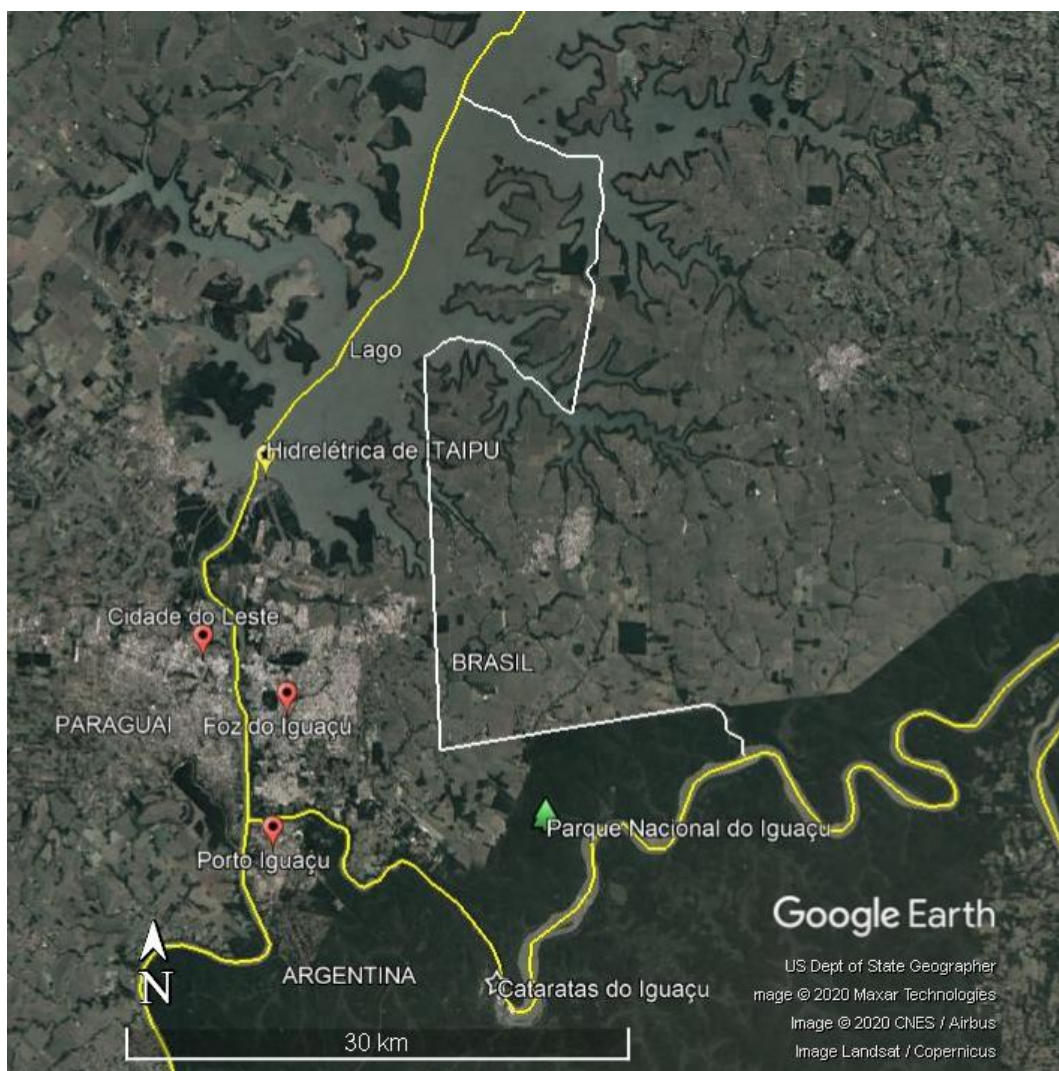 Lago
Hidrelétrica de ITAIPU
Cidade do Leste
BRASIL
PARAGUAI
Foz do Iguaçu
Parque Nacional do Iguaçu
Porto Iguaçu
Google Earth
ARGENTINA
N
Cataratas do Iguaçu
US Dept of State Geographer
mage © 2020 Maxar Technologies
Image © 2020 CNES / Airbus
30 km
Image Landsat / Copernicus